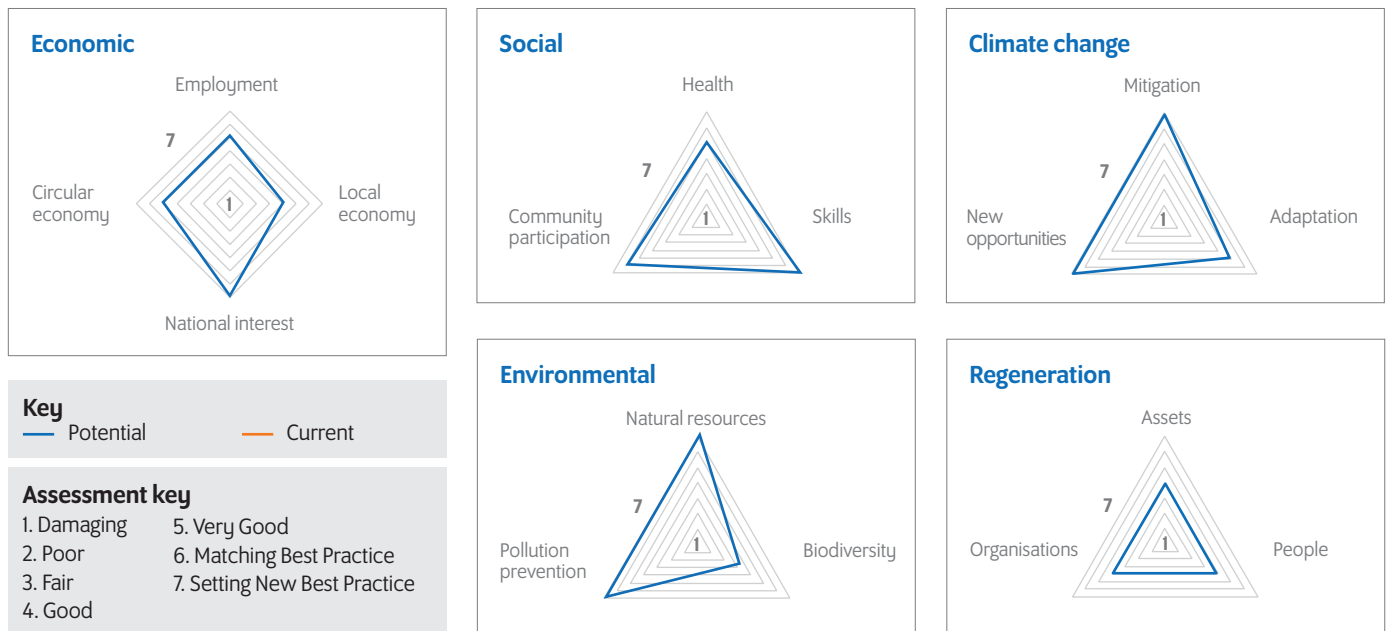 Economic
Employment
7
Circular
economy
1
Local
economy
National interest
Social
Health
7
Community
participation
1
Skills
Climate change
Mitigation
7
New
opportunities
1
Adaptation
Key
Potential
Current
Assessment key
1. Damaging
2. Poor
3. Fair
4. Good
5. Very Good
6. Matching Best Practice
7. Setting New Best Practice
Environmental
Natural resources
7
Pollution
prevention
1
Biodiversity
Regeneration
Assets
7
Organisations
1
People